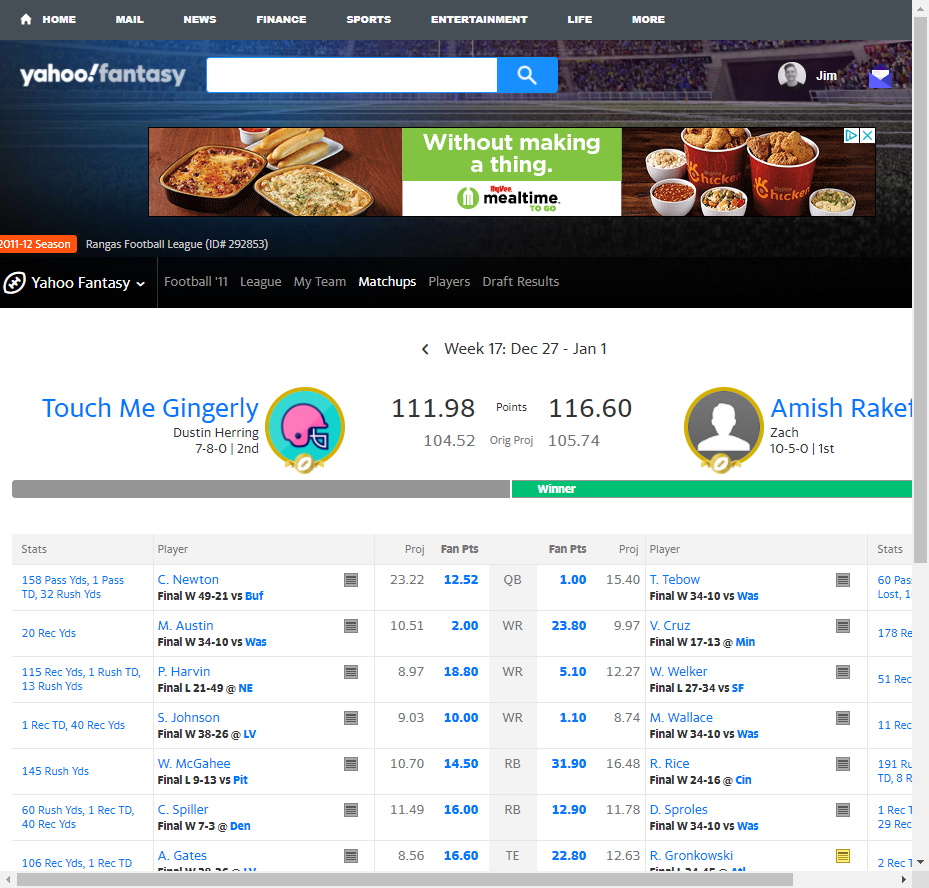 HOME MAIL NEWS FINANCE SPORTS ENTERTAINMENT LIFE MORE
yahoo!fantasy
Jim
Without making
a thing.
HyVee
mealtime
TO GO
Chicken
Chicken
2011-12 Season Rangas Football League (ID# 292853)
Yahoo Fantasy Football '11 League My Team Matchups Players Draft Results
Week 17: Dec 27 - Jan 1
Touch Me Gingerly 111.98 Points 116.60 Amish Rakef
Dustin Herring Zach
104.52 Orig Proj 105.74
7-8-0 | 2nd 10-5-0 | 1st
Winner
Stats Player Proj Fan Pts Fan Pts Proj Player Stats
158 Pass Yds, 1 Pass C. Newton 23.22 12.52 QB 1.00 15.40 T. Tebow 60 Pas
TD, 32 Rush Yds Final W 49-21 vs Buf Final W 34-10 vs Was Lost, 1
20 Rec Yds M. Austin 10.51 2.00 WR 23.80 9.97 V. Cruz 178 Re
Final W 34-10 vs Was Final W 17-13 @ Min
115 Rec Yds, 1 Rush TD, P. Harvin 8.97 18.80 WR 5.10 12.27 W. Welker 51 Rec
13 Rush Yds Final L 21-49 @ NE Final L 27-34 vs SF
1 Rec TD, 40 Rec Yds S. Johnson 9.03 10.00 WR 1.10 8.74 M. Wallace 11 Rec
Final W 38-26 @ LV Final W 34-10 vs Was
145 Rush Yds W. McGahee 10.70 14.50 RB 31.90 16.48 R. Rice 191 Ru
Final L 9-13 vs Pit Final W 24-16 @ Cin TD, 8 R
60 Rush Yds, 1 Rec TD, C. Spiller 11.49 16.00 RB 12.90 11.78 D. Sproles 1 Rec T
40 Rec Yds Final W 7-3 @ Den Final W 34-10 vs Was 29 Rec
106 Rec Yds, 1 Rec TD A. Gates 8.56 16.60 TE 22.80 12.63 R. Gronkowski 2 Rec T